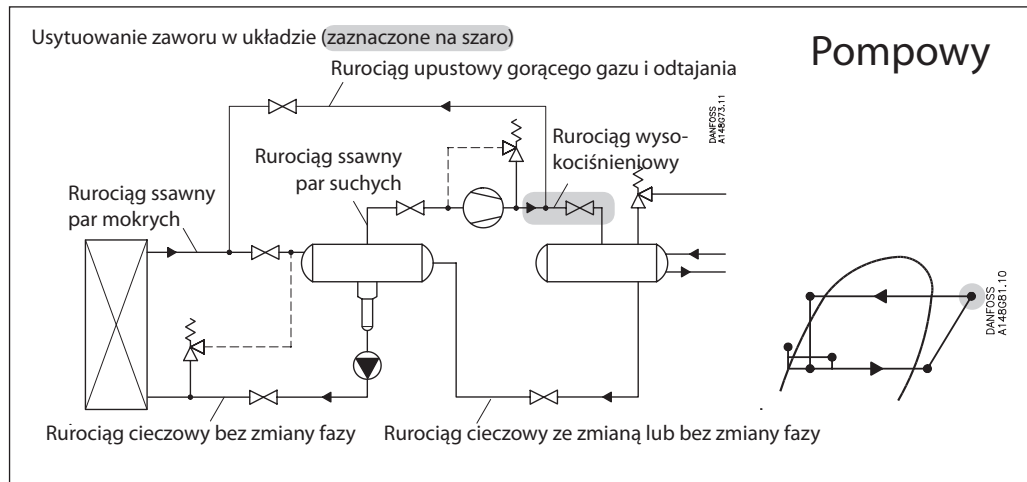 Usytuowanie zaworu w układzie (zaznaczone na szaro)
Pompowy
Rurociąg upustowy gorącego gazu i odtajania
DANFOSS
A148G73.11
Rurociąg wyso-
kociśnieniowy
Rurociąg ssawny
par suchych
Rurociąg ssawny
par mokrych
DANFOSS
A148G81.10
Rurociąg cieczowy bez zmiany fazy
Rurociąg cieczowy ze zmianą lub bez zmiany fazy